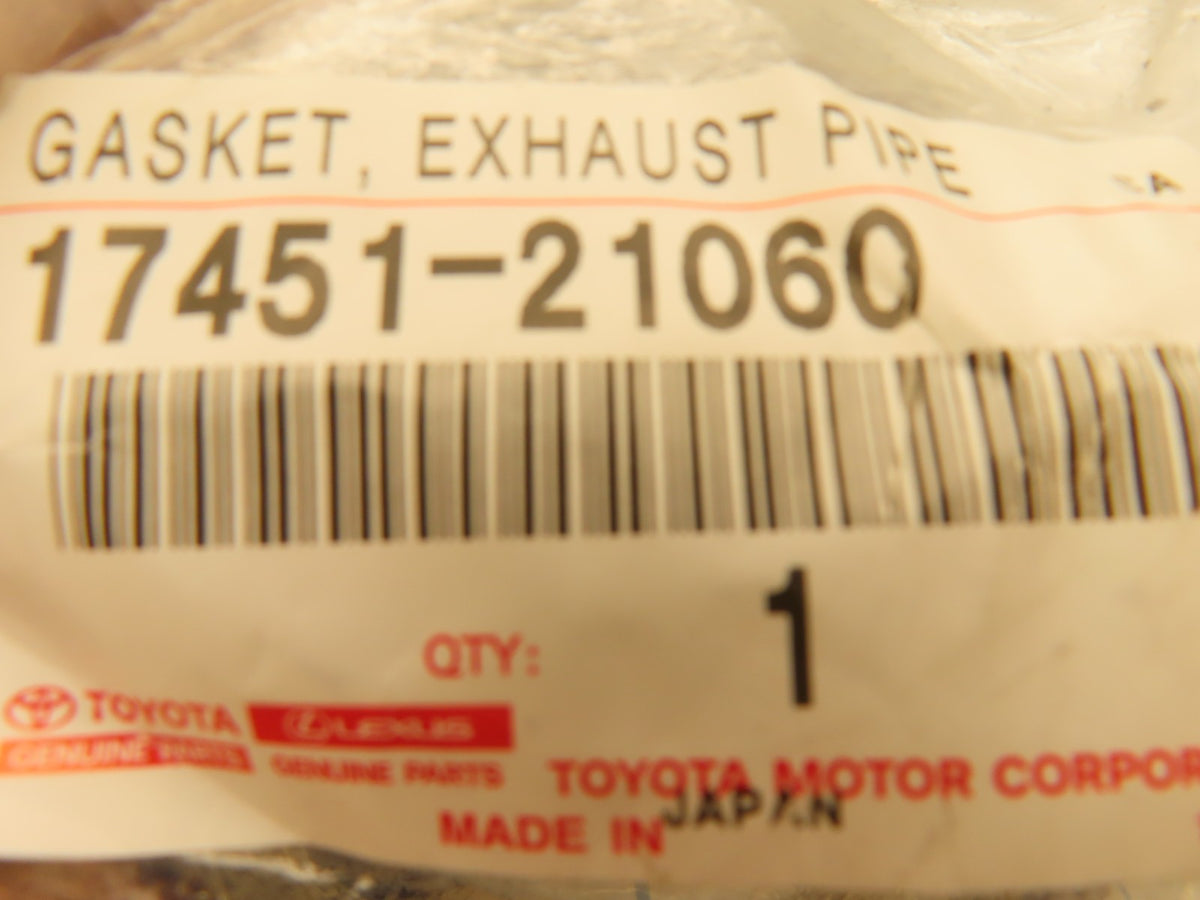 GASKET, EXHAUST PIPE
17451-21060
1
QTY:
TOYOTA LEXUS
GENUINE PARTS GENUINE PARTS
TOYOTA MOTOR CORPOR
MADE IN JAPAN